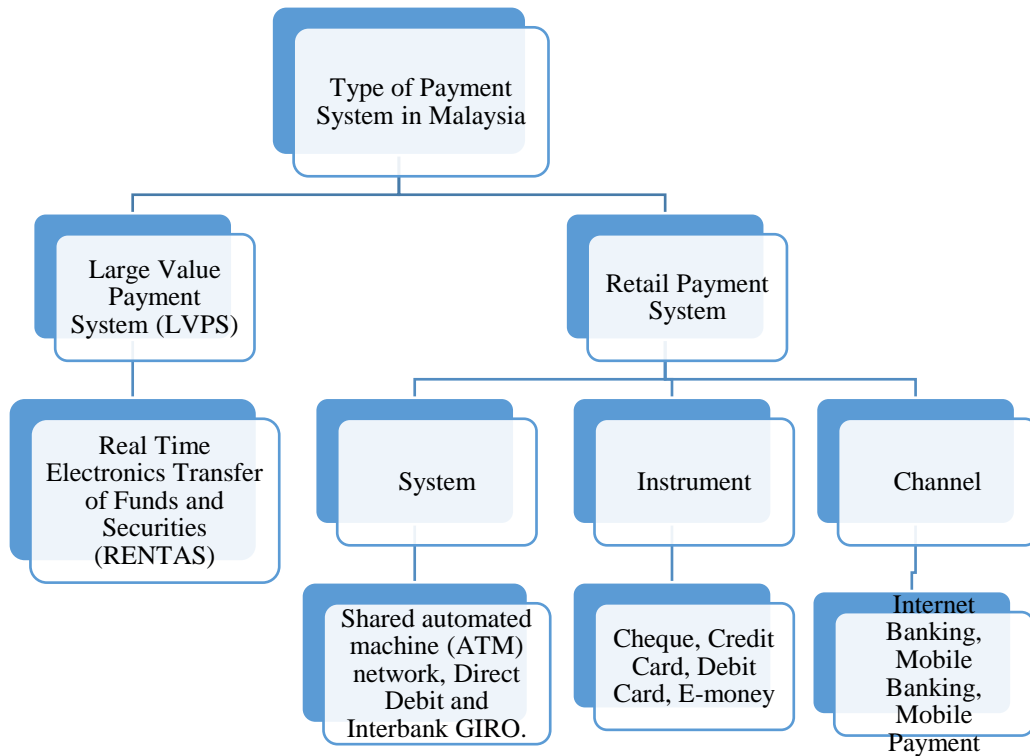 Type of Payment
System in Malaysia
Large Value
Payment
System (LVPS)
Retail Payment
System
Real Time
Electronics Transfer
of Funds and
Securities
(RENTAS)
System
Instrument
Channel
Shared automated
machine (ATM)
network, Direct
Debit and
Interbank GIRO.
Cheque, Credit
Card, Debit
Card, E-money
Internet
Banking,
Mobile
Banking,
Mobile
Payment